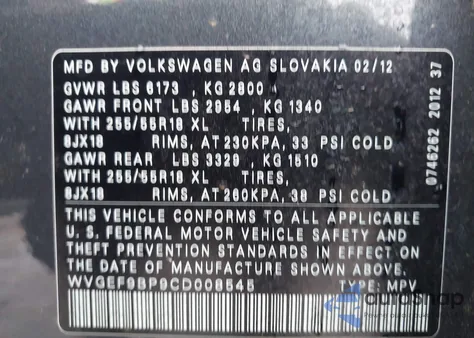 MFD BY VOLKSWAGEN AG SLOVAKIA 02/12
GVWR LBS 6173 , KG 2800
GAWR FRONT LBS 2954 , KG 1340
WITH 255/55R18 XL TIRES,
8JX18 RIMS, AT 230KPA, 33 PSI COLD
GAWR REAR LBS 3329 , KG 1510
WITH 255/55R18 XL TIRES,
8JX18 RIMS, AT 260KPA, 38 PSI COLD
THIS VEHICLE CONFORMS TO ALL APPLICABLE
U. S. FEDERAL MOTOR VEHICLE SAFETY AND
THEFT PREVENTION STANDARDS IN EFFECT ON
THE DATE OF MANUFACTURE SHOWN ABOVE.
WVGEF9BP9CD008545 TYPE: MPV
0746262 2012 37
AutoShap